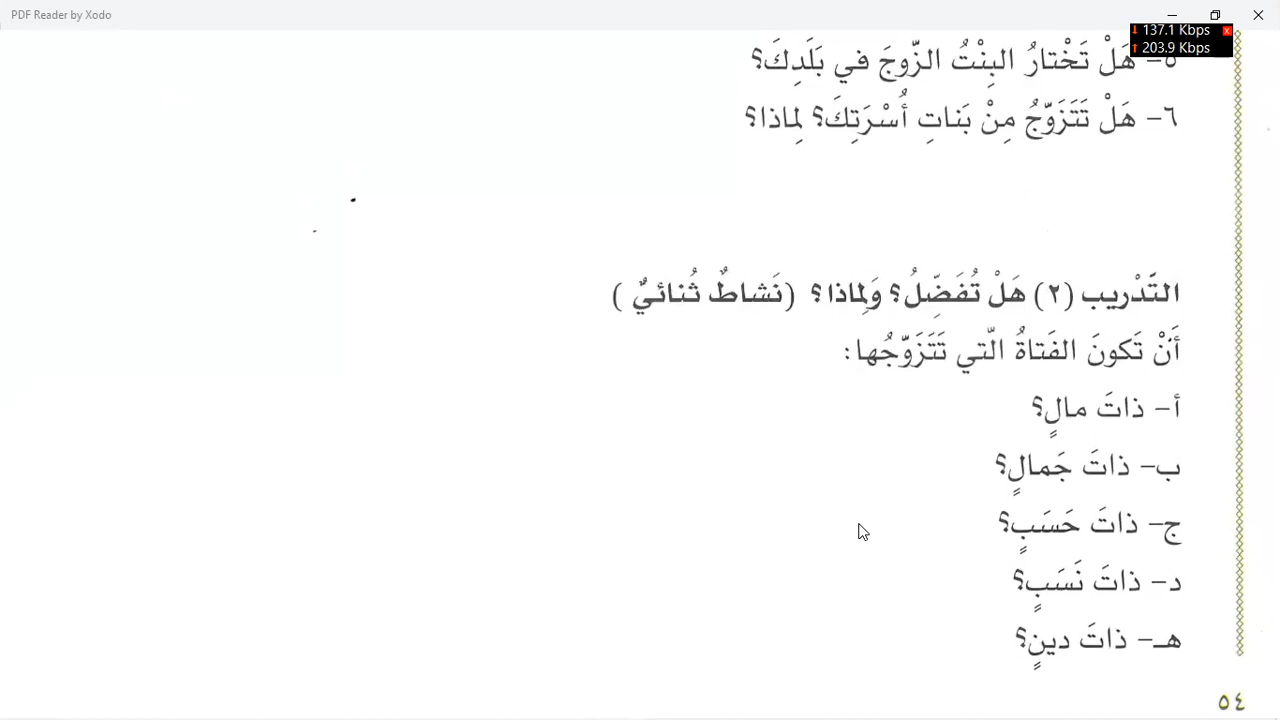 PDF Reader by Xodo
↓ 137.1 Kbps x
↑ 203.9 Kbps
٥- هَلْ تَخْتارُ البِنْتُ الزّوجَ في بَلَدِكَ؟
٦- هَلْ تَتَزَوّجُ مِنْ بَناتِ أُسْرَتِكَ؟ لِماذا؟
التَّدْريب (٢) هَلْ تُفَضِّلُ؟ وَلِماذا؟ (نَشاطٌ ثُنائيٌّ )
أَنْ تَكونَ الفَتاةُ الّتي تَتَزَوّجُها:
أ- ذاتَ مالٍ؟
ب- ذاتَ جَمالٍ؟
ج- ذاتَ حَسَبٍ؟
د- ذاتَ نَسَبٍ؟
هـ- ذاتَ دينٍ؟
٥٤